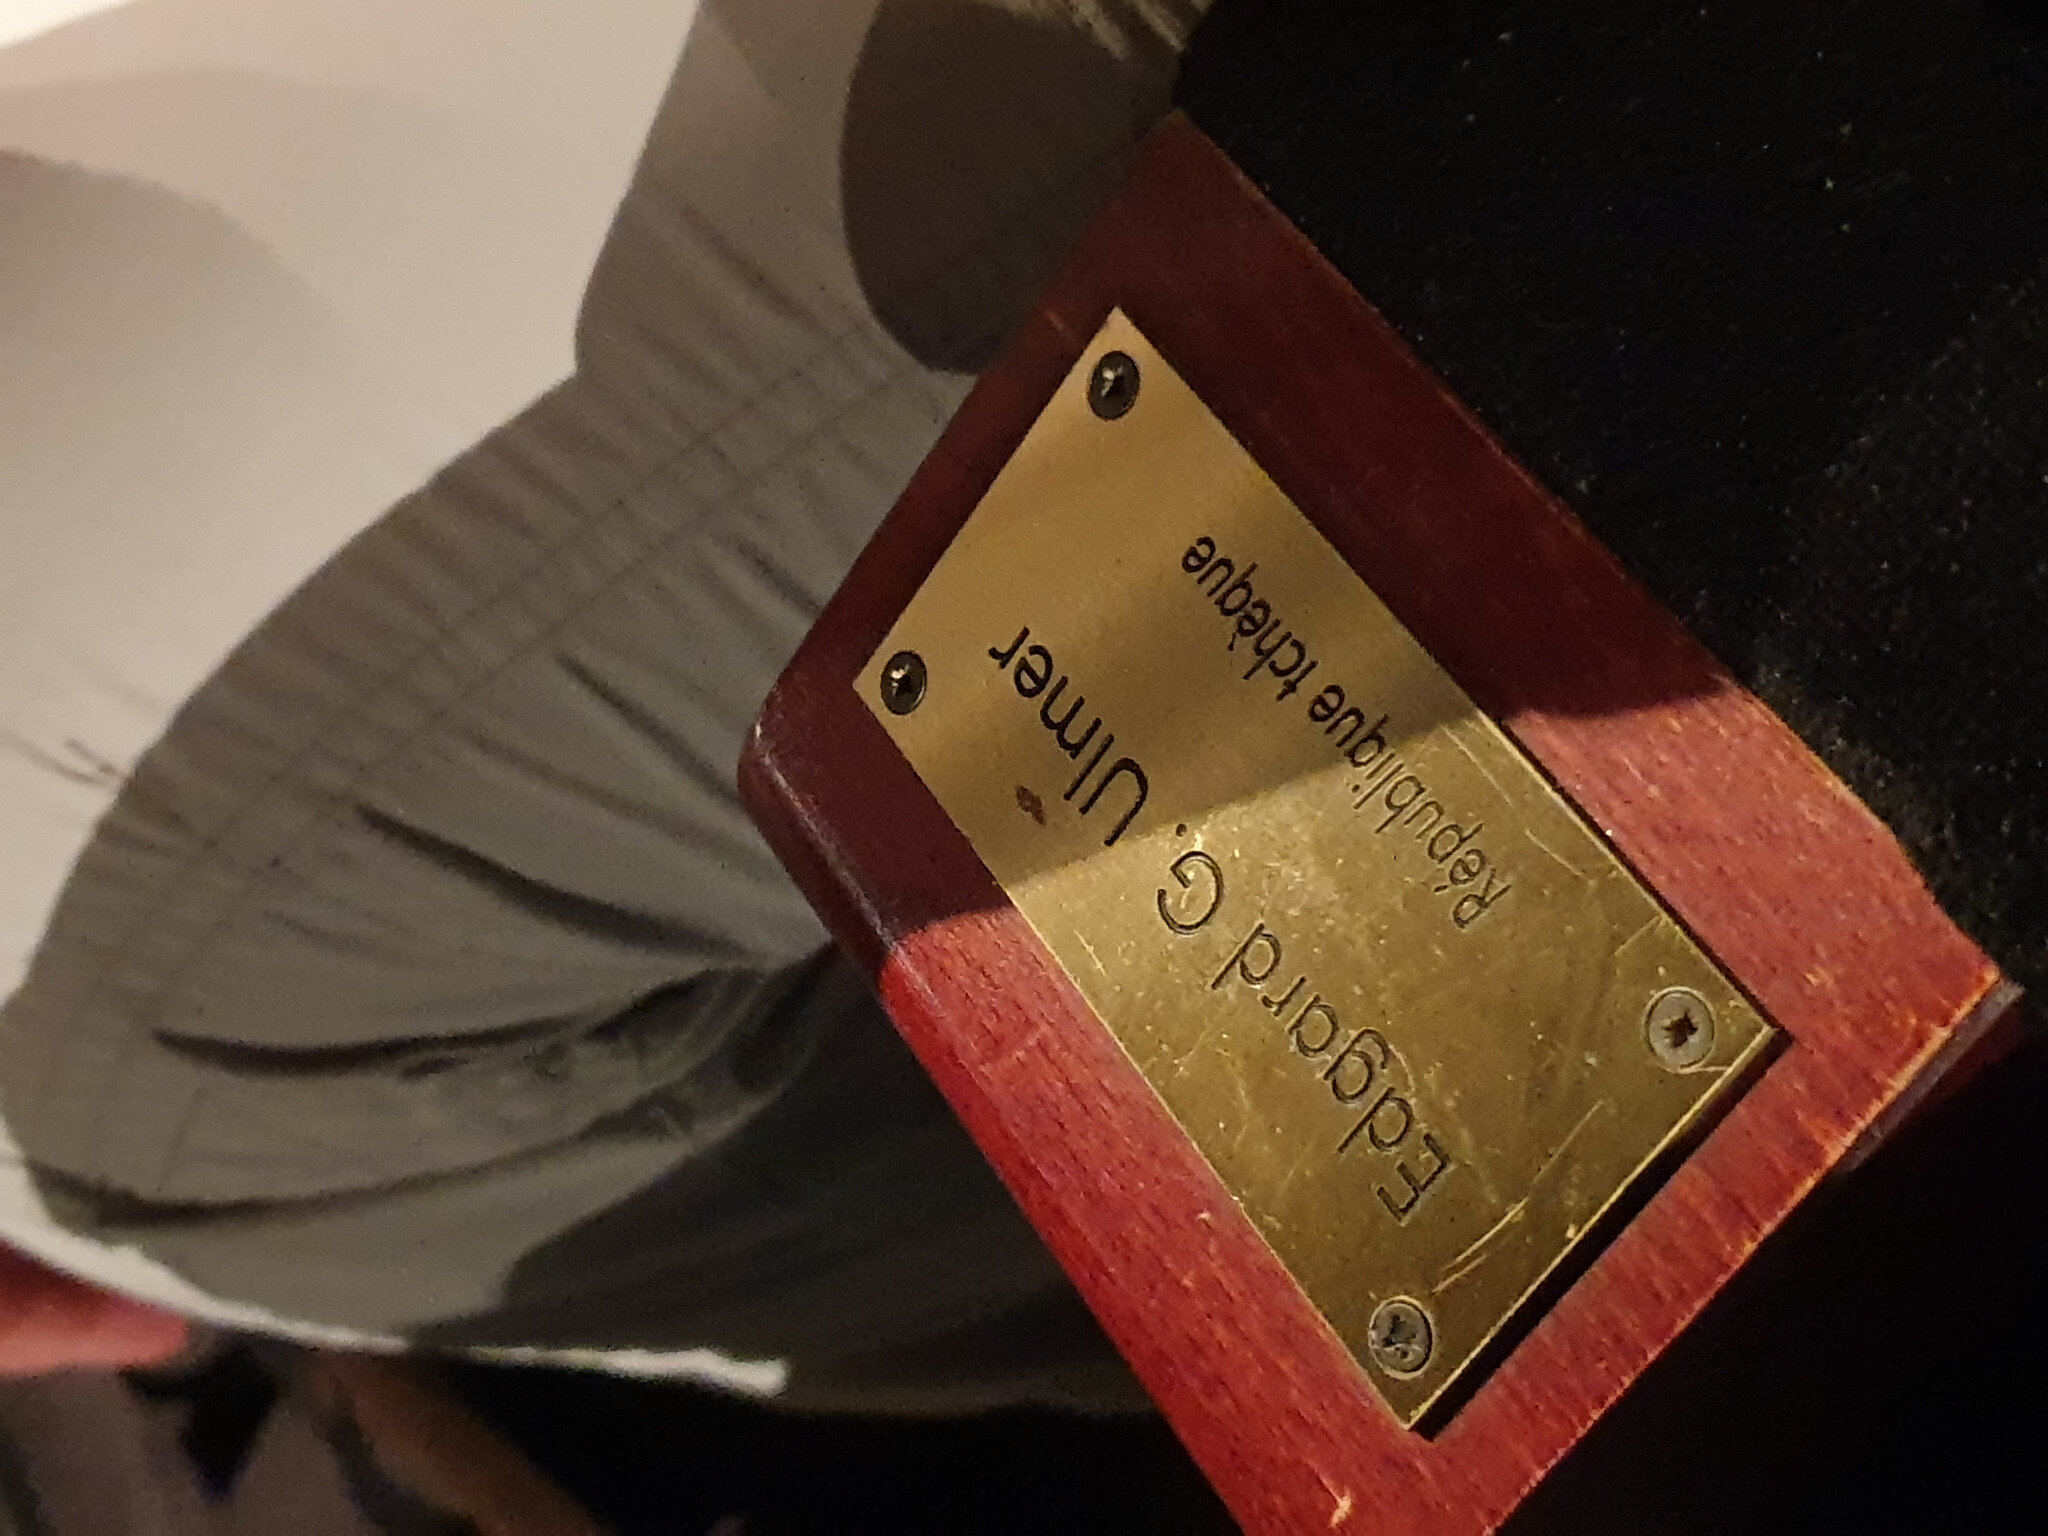 Edgard G. Ulmer
République tchèque